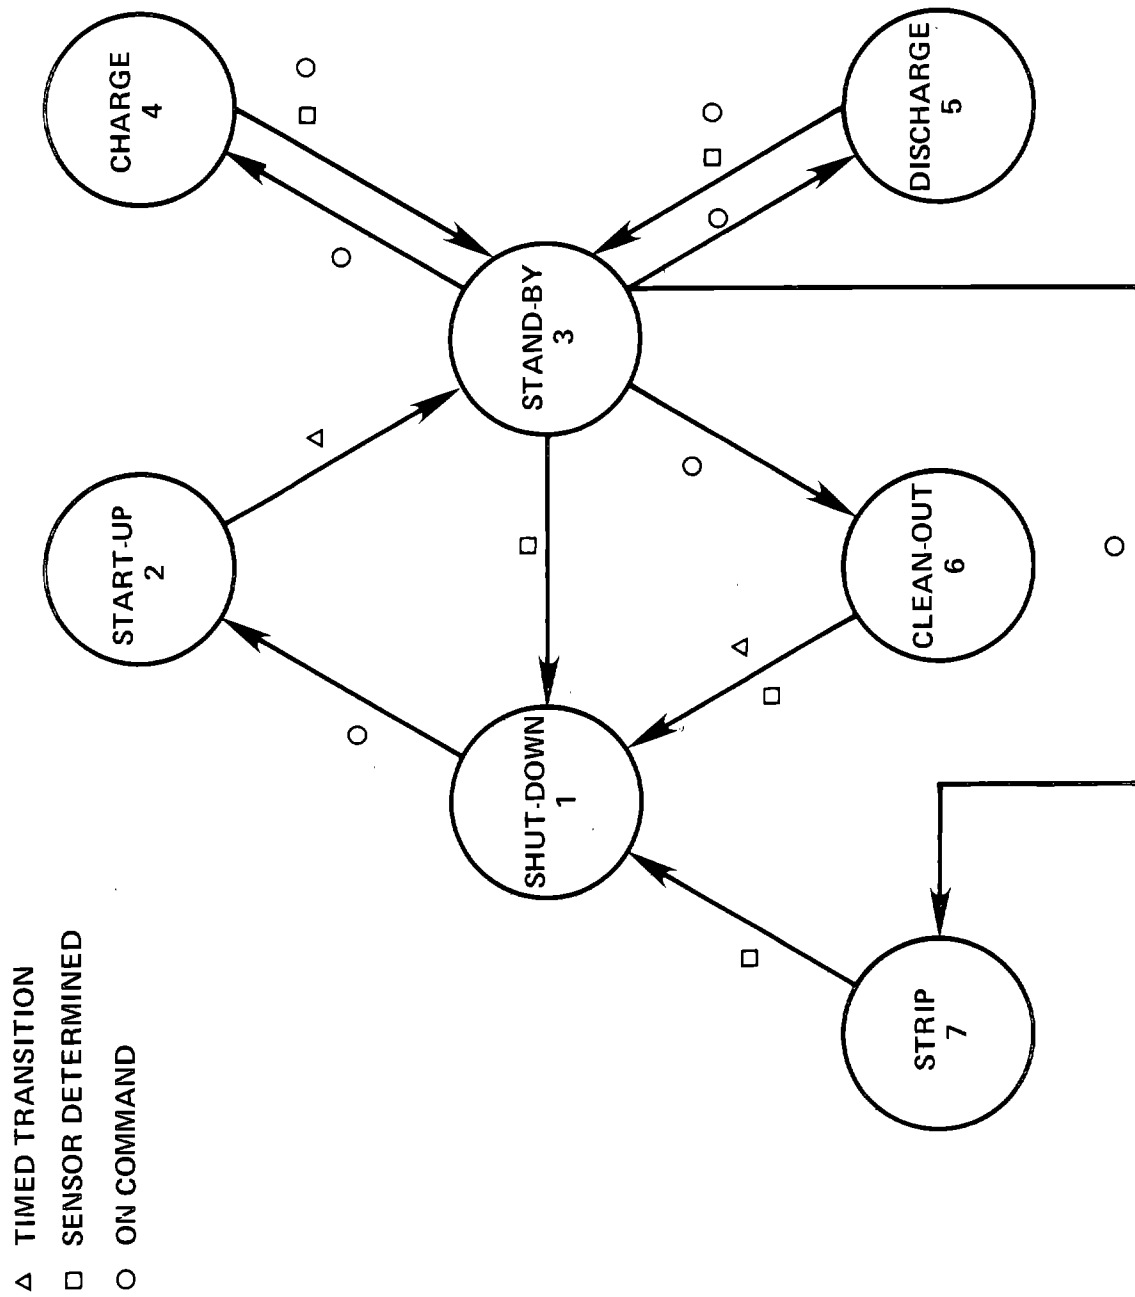 △ TIMED TRANSITION
□ SENSOR DETERMINED
○ ON COMMAND
START-UP
2
CHARGE
4
SHUT-DOWN
1
STAND-BY
3
STRIP
7
CLEAN-OUT
6
DISCHARGE
5